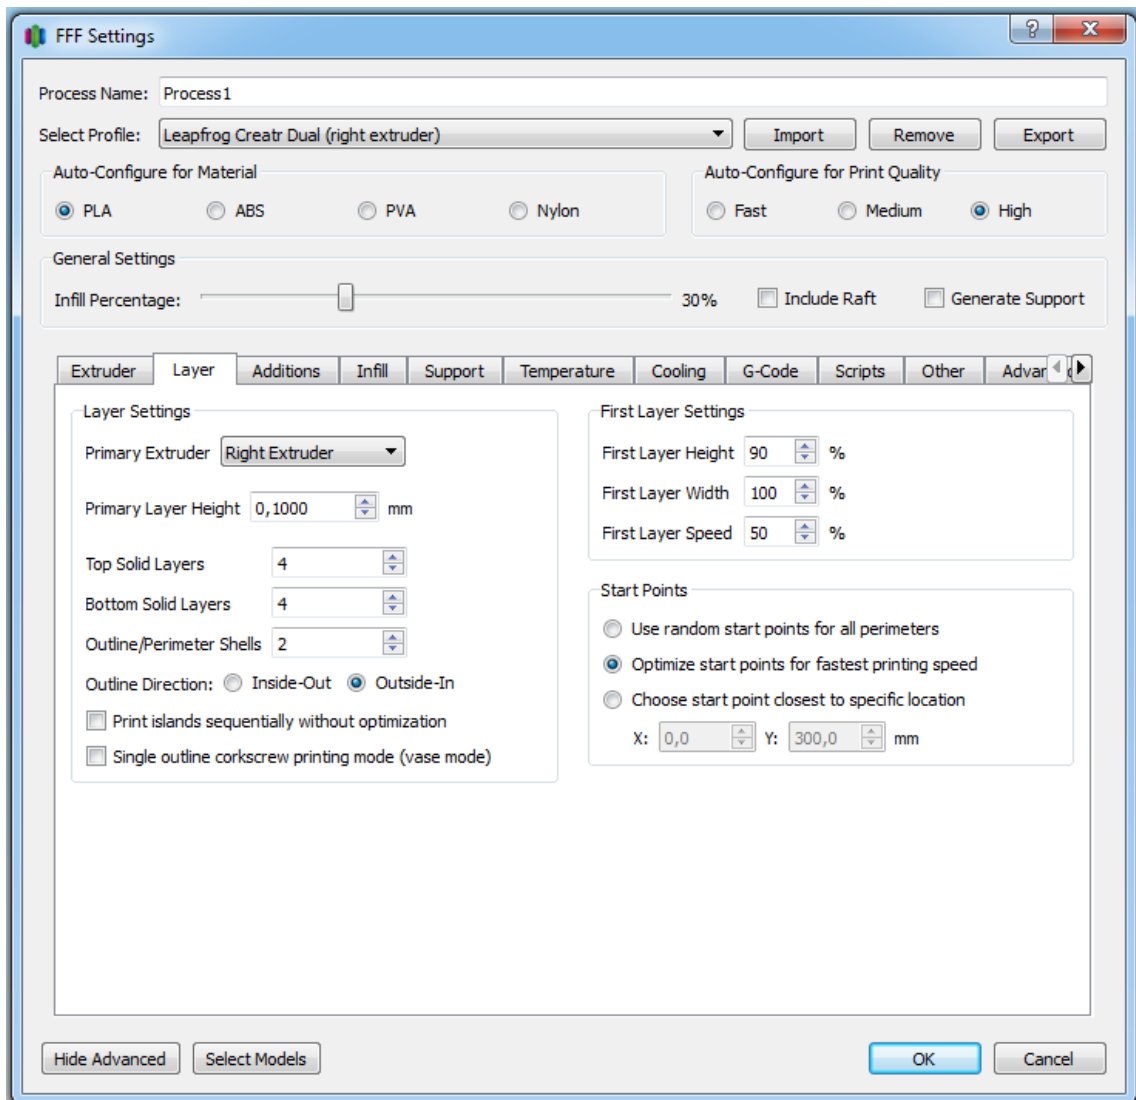 FFF Settings
Process Name: Process1
Select Profile: Leapfrog Creatr Dual (right extruder) Import Remove Export
Auto-Configure for Material
PLA ABS PVA Nylon
Auto-Configure for Print Quality
Fast Medium High
General Settings
Infill Percentage: 30% Include Raft Generate Support
Extruder Layer Additions Infill Support Temperature Cooling G-Code Scripts Other
Layer Settings
Primary Extruder Right Extruder
Primary Layer Height 0,1000 mm
Top Solid Layers 4
Bottom Solid Layers 4
Outline/Perimeter Shells 2
Outline Direction: Inside-Out Outside-In
Print islands sequentially without optimization
Single outline corkscrew printing mode (vase mode)
First Layer Settings
First Layer Height 90 %
First Layer Width 100 %
First Layer Speed 50 %
Start Points
Use random start points for all perimeters
Optimize start points for fastest printing speed
Choose start point closest to specific location
X: 0,0 Y: 300,0 mm
Hide Advanced Select Models OK Cancel